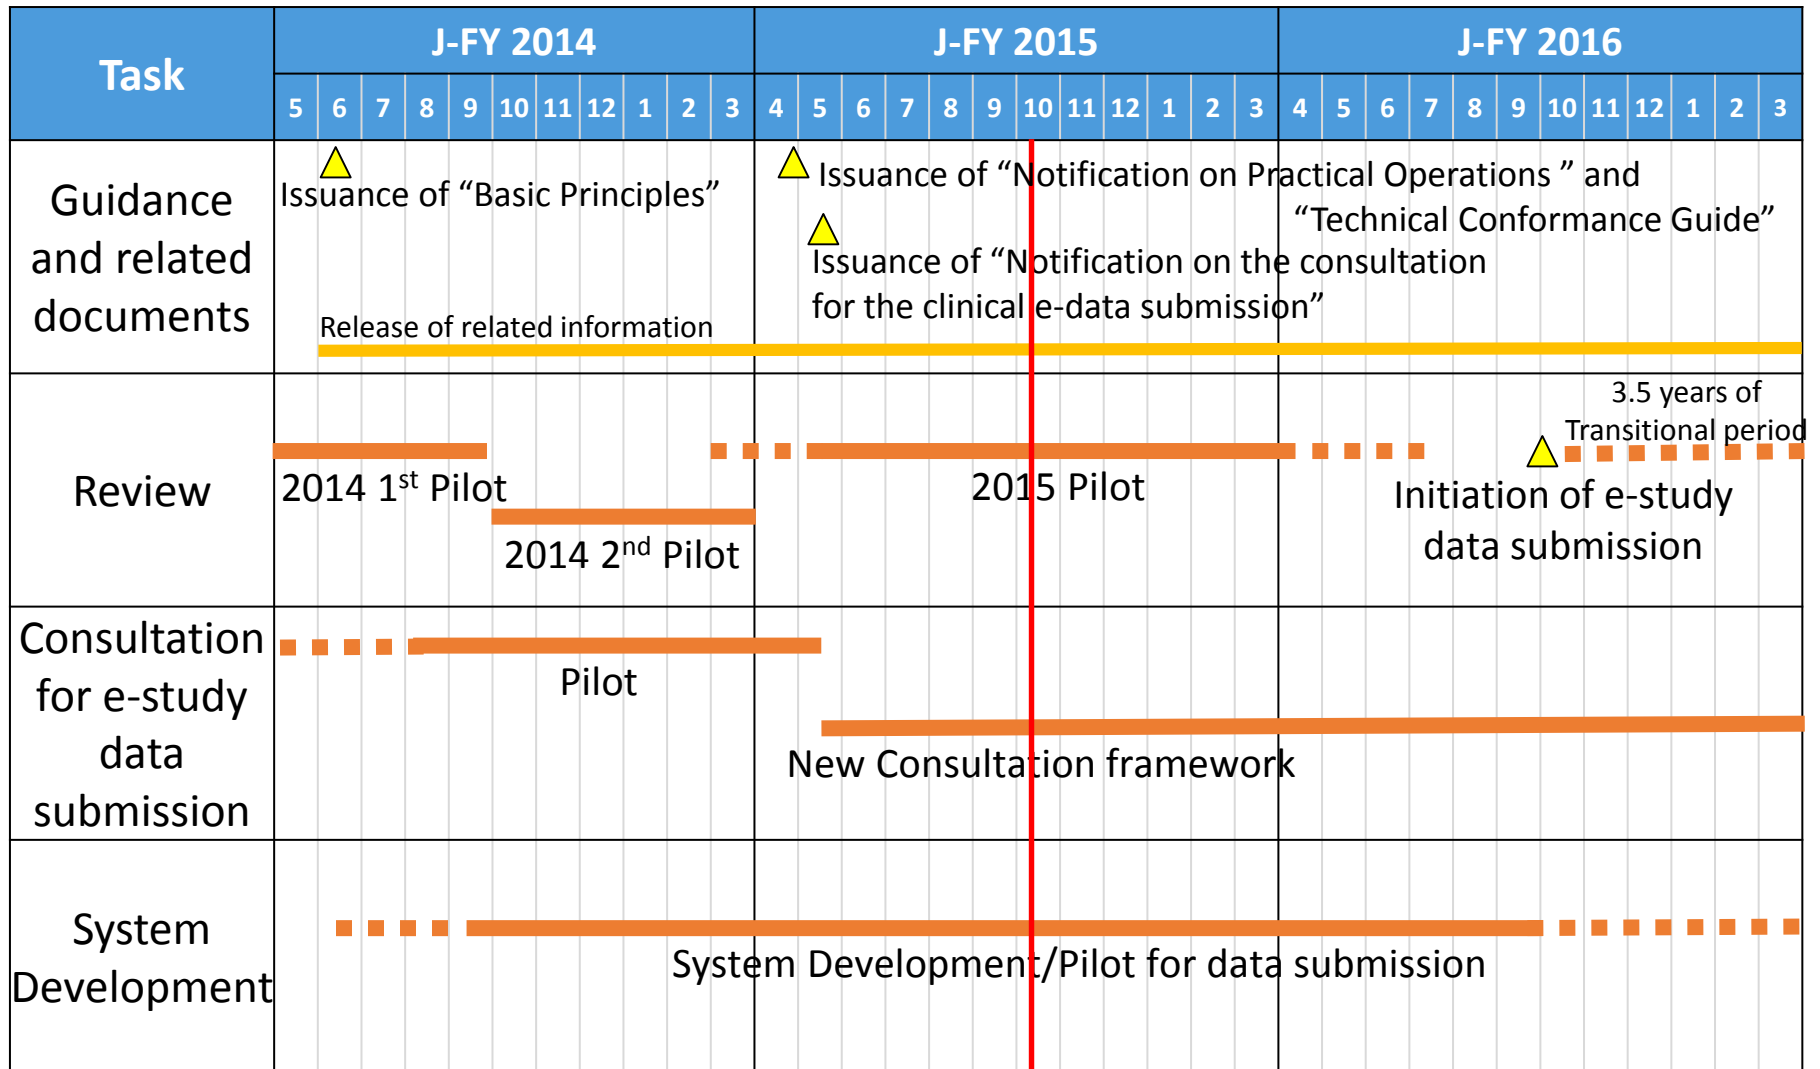 Task
J-FY 2014
J-FY 2015
J-FY 2016
5 6 7 8 9 10 11 12 1 2 3 4 5 6 7 8 9 10 11 12 1 2 3 4 5 6 7 8 9 10 11 12 1 2 3
Guidance
and related
documents
Issuance of “Basic Principles”
Issuance of “Notification on Practical Operations ” and
“Technical Conformance Guide”
Issuance of “Notification on the consultation
for the clinical e-data submission”
Release of related information
Review
2014 1st Pilot
2014 2nd Pilot
2015 Pilot
3.5 years of
Transitional period
Initiation of e-study
data submission
Consultation
for e-study
data
submission
Pilot
New Consultation framework
System
Development
System Development/Pilot for data submission